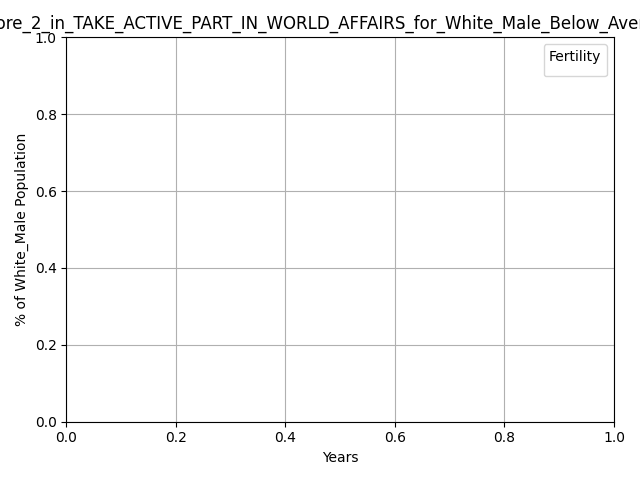 ore_2_in_TAKE_ACTIVE_PART_IN_WORLD_AFFAIRS_for_White_Male_Below_Aver
Fertility
1.0
0.8
0.6
0.4
0.2
0.0
% of White_Male Population
0.0 0.2 0.4 0.6 0.8 1.0
Years